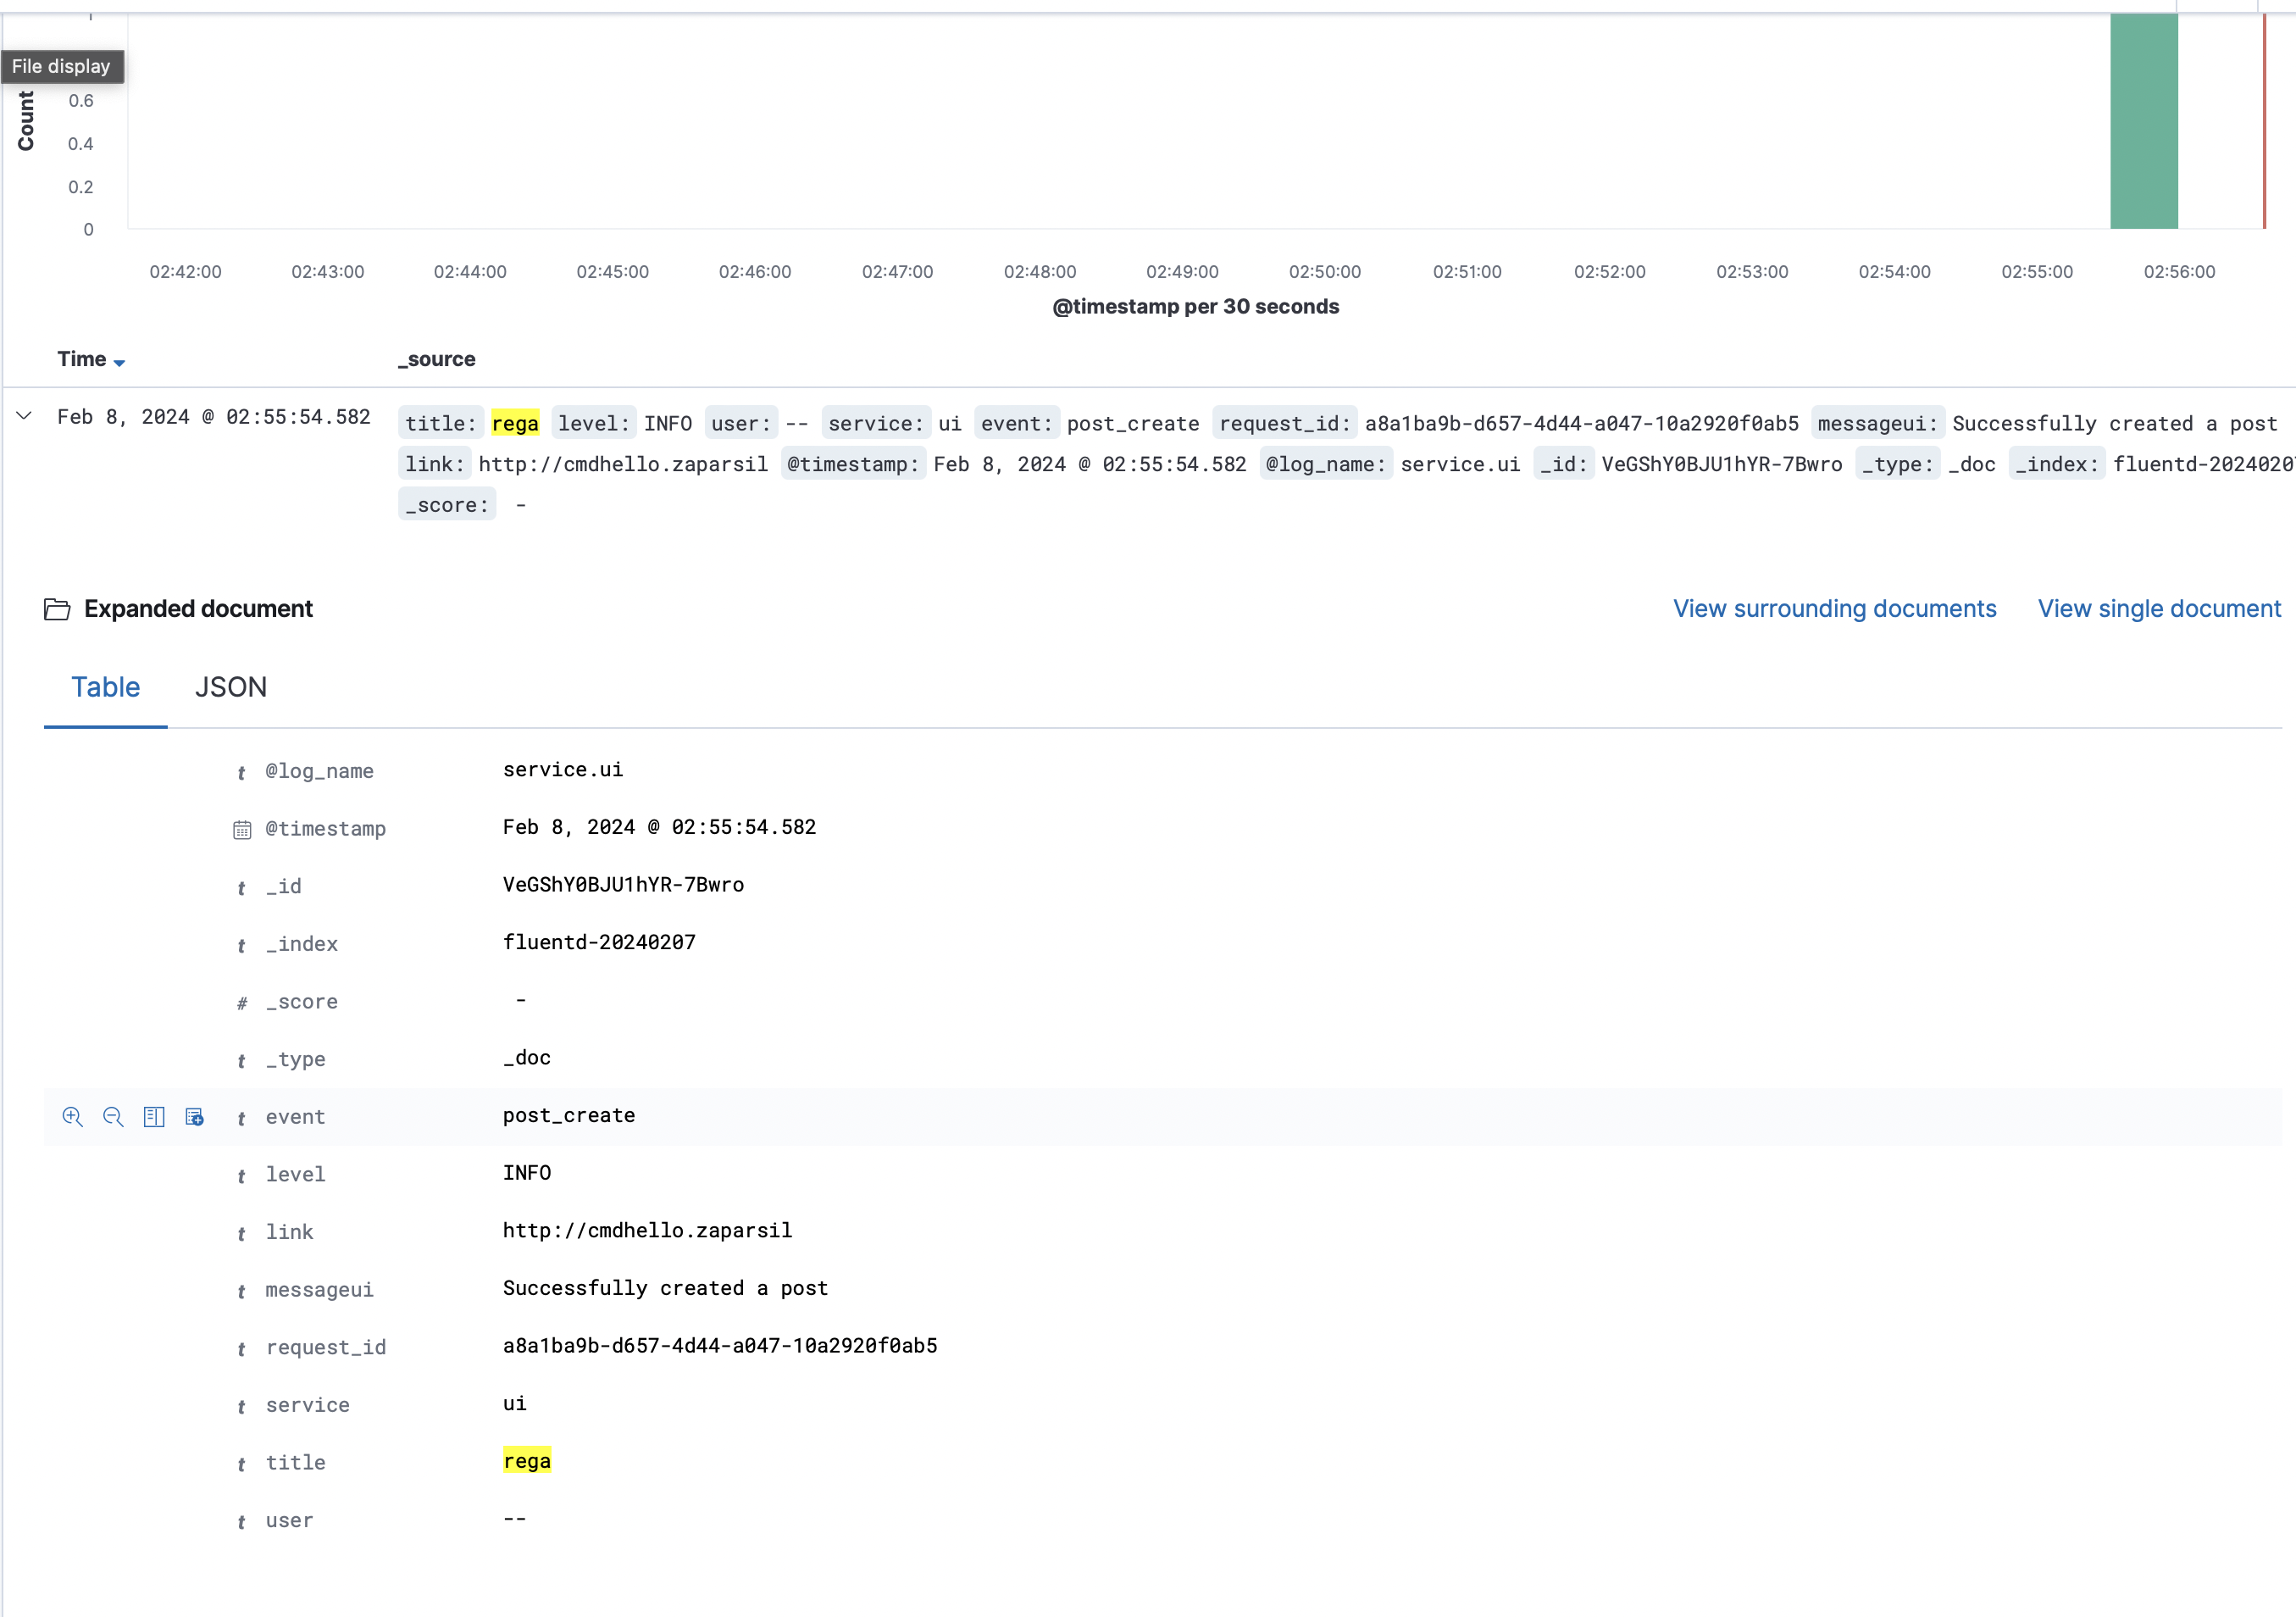 File display
Count
0.6
0.4
0.2
0
02:42:00 02:43:00 02:44:00 02:45:00 02:46:00 02:47:00 02:48:00 02:49:00 02:50:00 02:51:00 02:52:00 02:53:00 02:54:00 02:55:00 02:56:00
@timestamp per 30 seconds
Time _source
Feb 8, 2024 @ 02:55:54.582 title: rega level: INFO user: -- service: ui event: post_create request_id: a8a1ba9b-d657-4d44-a047-10a2920f0ab5 messageui: Successfully created a post
link: http://cmdhello.zaparsil @timestamp: Feb 8, 2024 @ 02:55:54.582 @log_name: service.ui _id: VeGShY0BJU1hYR-7Bwro _type: _doc _index: fluentd-20240207
_score: -
Expanded document View surrounding documents View single document
Table JSON
t @log_name service.ui
@timestamp Feb 8, 2024 @ 02:55:54.582
t _id VeGShY0BJU1hYR-7Bwro
t _index fluentd-20240207
# _score -
t _type _doc
t event post_create
t level INFO
t link http://cmdhello.zaparsil
t messageui Successfully created a post
t request_id a8a1ba9b-d657-4d44-a047-10a2920f0ab5
t service ui
t title rega
t user --